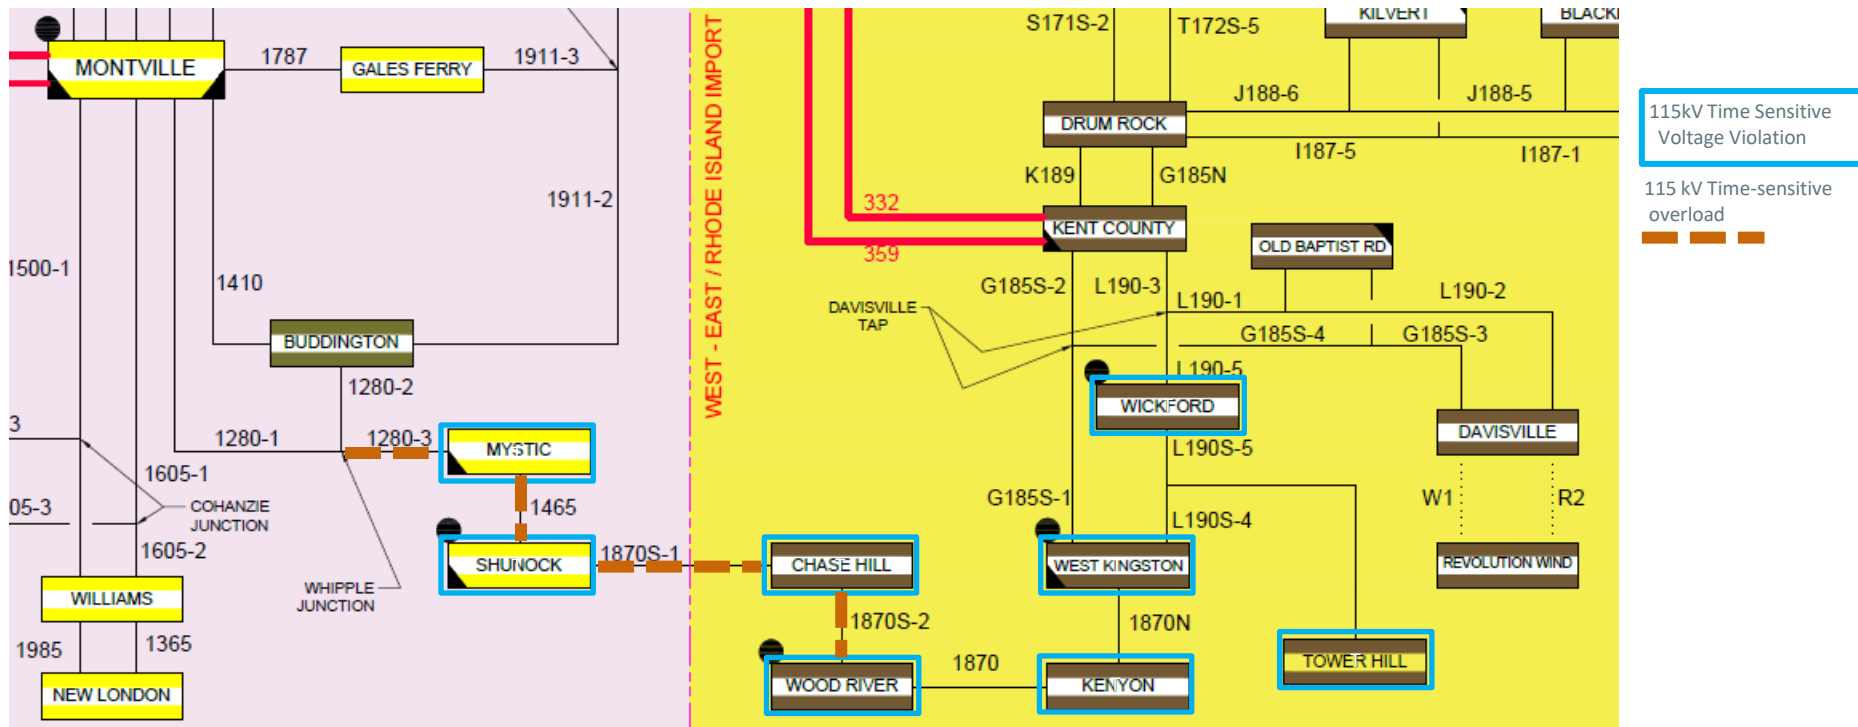 S171S-2
T172S-5
KILVERT
MONTVILLE
1787
GALES FERRY
1911-3
WEST - EAST / RHODE ISLAND IMPORT
J188-6
J188-5
DRUM ROCK
I187-5
I187-1
K189
G185N
1911-2
332
KENT COUNTY
359
OLD BAPTIST RD
1500-1
1410
G185S-2
L190-3
L190-1
L190-2
DAVISVILLE
TAP
G185S-4
G185S-3
BUDDINGTON
1280-2
L190-5
WICKFORD
3
1280-1
1280-3
MYSTIC
L190S-5
DAVISVILLE
1605-1
COHANZIE
JUNCTION
05-3
1465
G185S-1
L190S-4
W1
R2
1605-2
SHUNOCK
1870S-1
CHASE HILL
WEST KINGSTON
REVOLUTION WIND
WHIPPLE
JUNCTION
WILLIAMS
1870S-2
1870N
1985
1365
1870
TOWER HILL
NEW LONDON
WOOD RIVER
KENYON
115kV Time Sensitive
Voltage Violation
115 kV Time-sensitive
overload